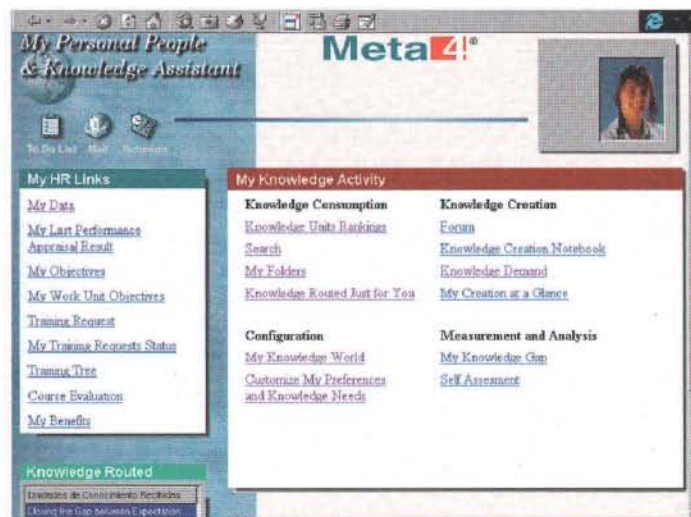 My Personal People
& Knowledge Assistant
Meta4®
To Do List Mail
My HR Links
My Data
My Last Performance
Appraisal Result
My Objectives
My Work Unit Objectives
Training Request
My Training Requests Status
Training Tree
Course Evaluation
My Benefits
Knowledge Routed
Unidades de Conocimiento Recibidas
Closing the Gap between Expectation...
My Knowledge Activity
Knowledge Consumption
Knowledge Units Rankings
Search
My Folders
Knowledge Routed Just for You
Knowledge Creation
Forum
Knowledge Creation Notebook
Knowledge Demand
My Creation at a Glance
Configuration
My Knowledge World
Customize My Preferences
and Knowledge Needs
Measurement and Analysis
My Knowledge Gap
Self Assesment